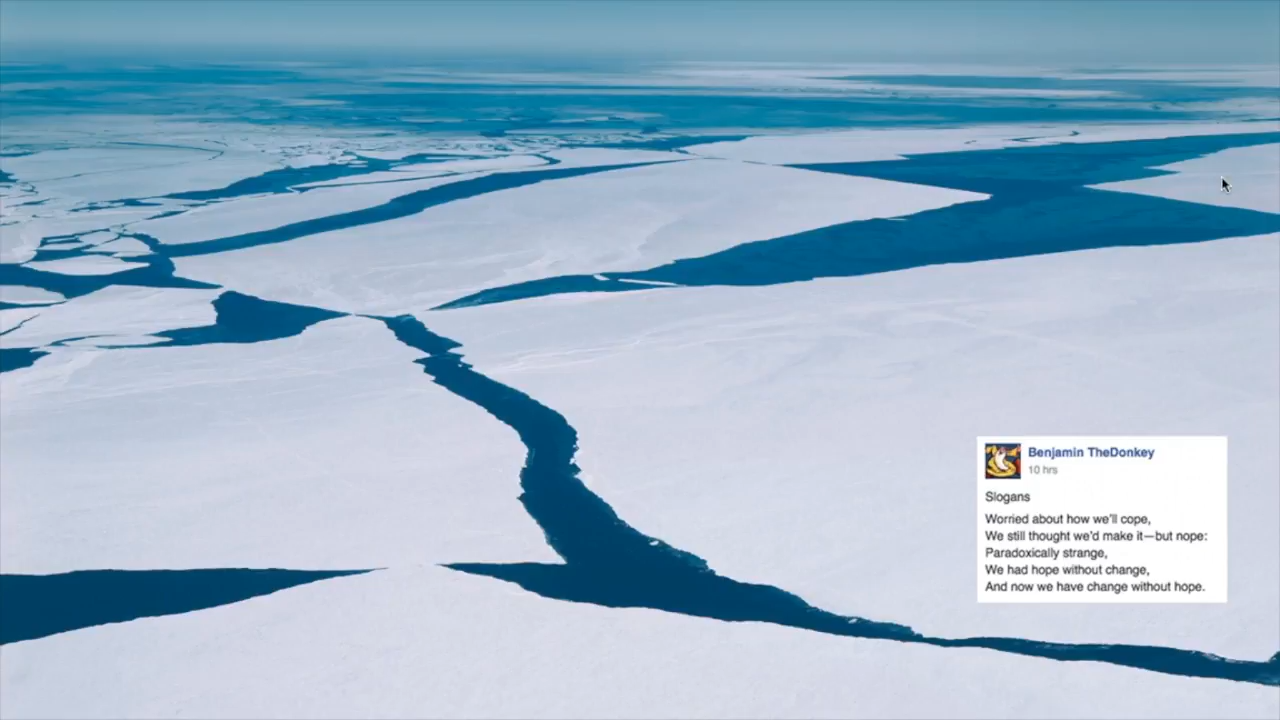 Benjamin TheDonkey
10 hrs
Slogans
Worried about how we'll cope,
We still thought we'd make it—but nope:
Paradoxically strange,
We had hope without change,
And now we have change without hope.